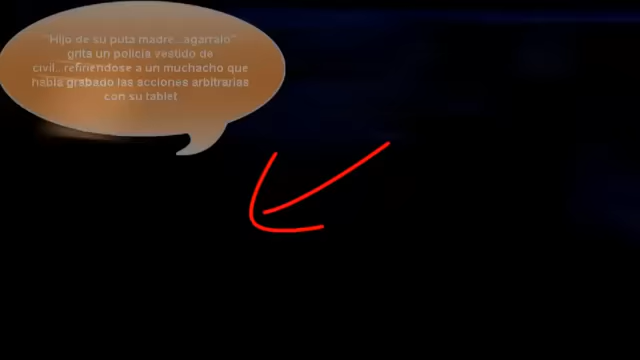 "Hijo de su puta madre..agarralo"
grita un policia vestido de
civil..refiriendose a un muchacho que
habia grabado las acciones arbitrarias
con su tablet